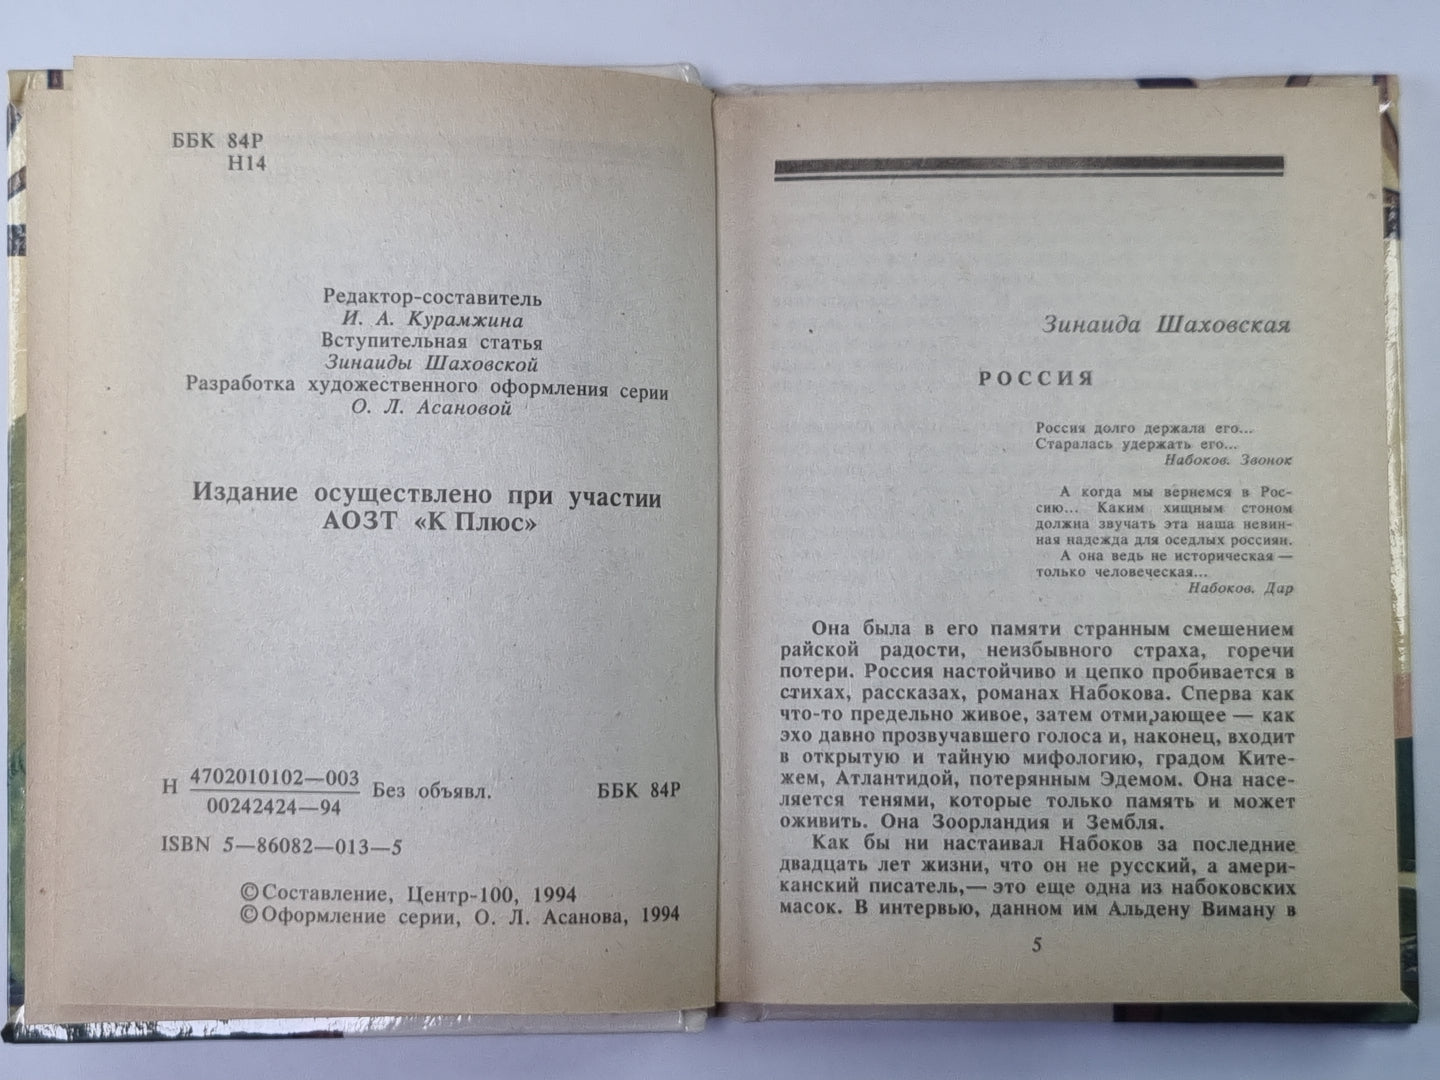 ББК 84Р
Н14
Редактор-составитель
И. А. Курамжина
Вступительная статья
Зинаиды Шаховской
Разработка художественного оформления серии
О. Л. Асановой
Издание осуществлено при участии
АОЗТ «К Плюс»
Н 4702010102—003
00242424—94
Без объявл.
ББК 84Р
ISBN 5—86082—013—5
©Составление, Центр-100, 1994
©Оформление серии, О. Л. Асанова, 1994
Зинаида Шаховская
РОССИЯ
Россия долго держала его...
Старалась удержать его...
Набоков. Звонок
А когда мы вернемся в Рос-
сию... Каким хищным стоном
должна звучать эта наша невин-
ная надежда для оседлых россиян.
А она ведь не историческая —
только человеческая...
Набоков. Дар
Она была в его памяти странным смешением
райской радости, неизбывного страха, горечи
потери. Россия настойчиво и цепко пробивается в
стихах, рассказах, романах Набокова. Сперва как
что-то предельно живое, затем отмирающее — как
эхо давно прозвучавшего голоса и, наконец, входит
в открытую и тайную мифологию, градом Ките-
жем, Атлантидой, потерянным Эдемом. Она насе-
ляется тенями, которые только память и может
оживить. Она Зоорландия и Зембля.
Как бы ни настаивал Набоков за последние
двадцать лет жизни, что он не русский, а амери-
канский писатель,— это еще одна из набоковских
масок. В интервью, данном им Альдену Виману в
5